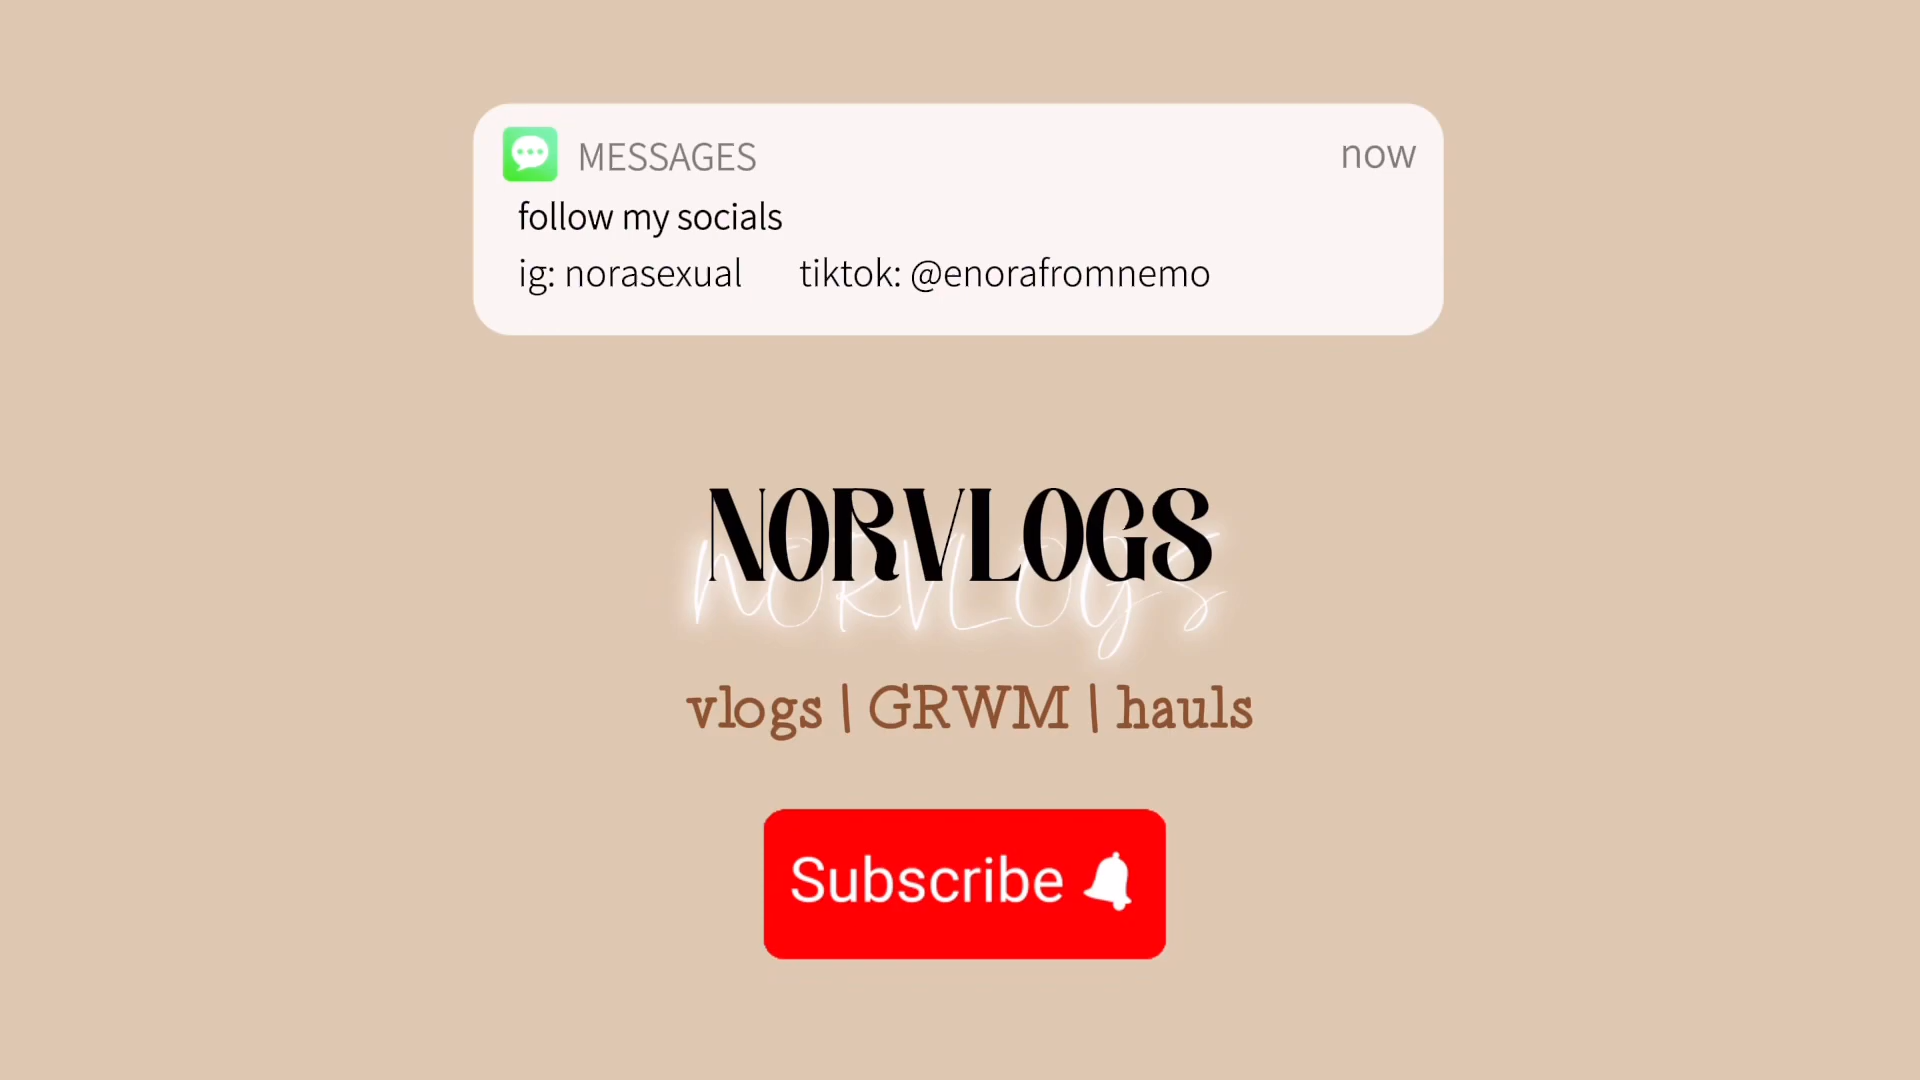 MESSAGES now
follow my socials
ig: norasexual tiktok: @enorafromnemo
NORVLOGS
NORVLOGS
vlogs | GRWM | hauls
Subscribe